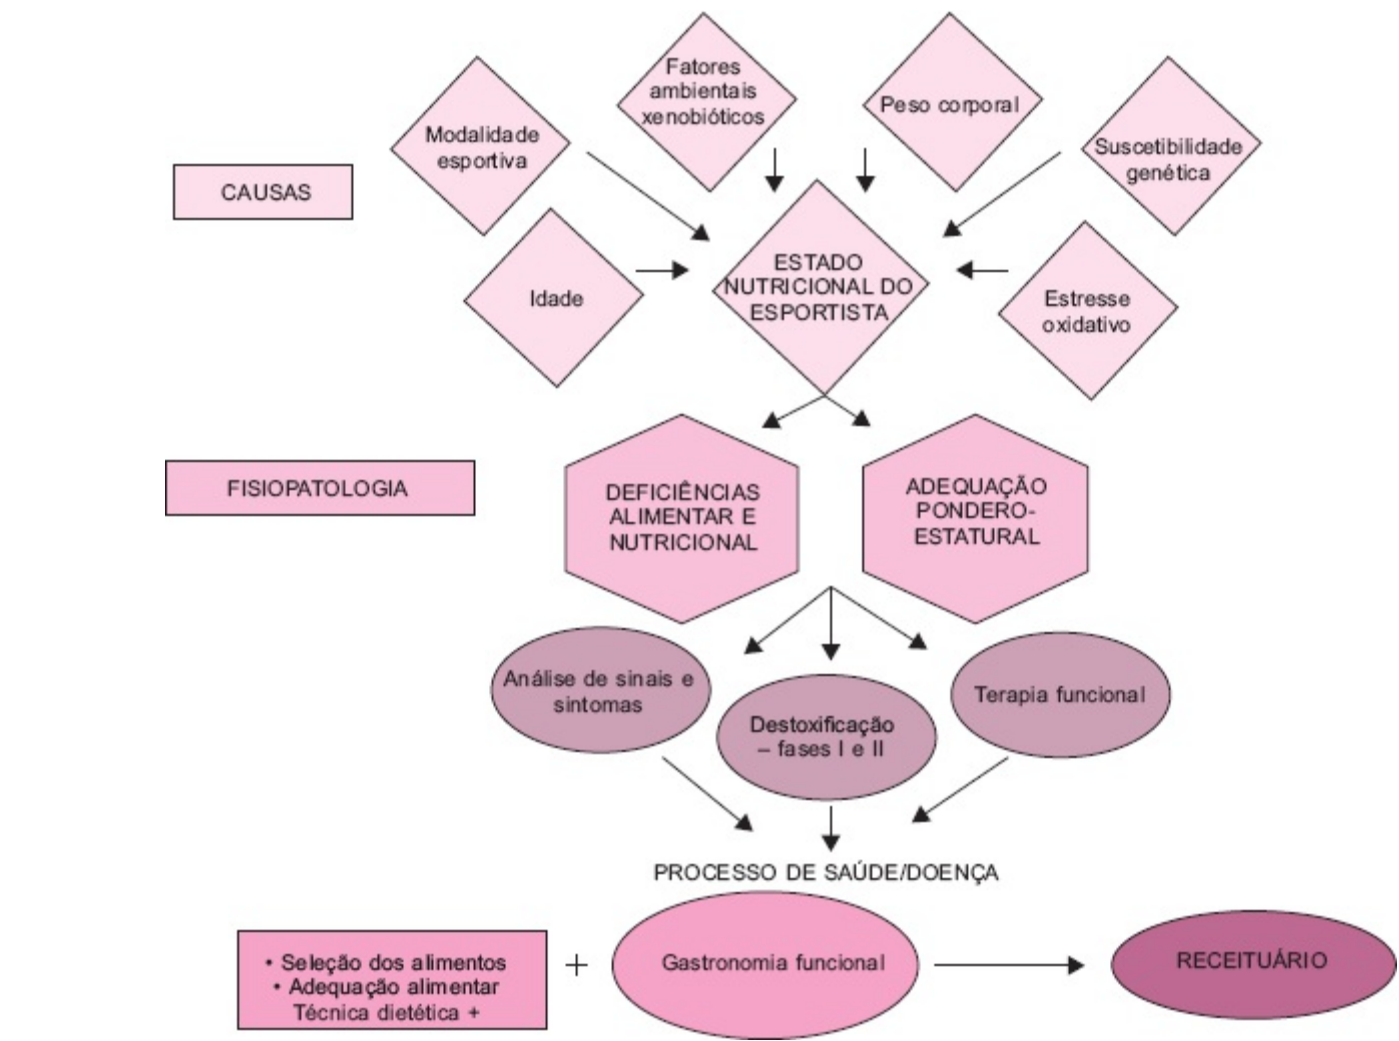 Fatores
ambientais
xenobióticos
Peso corporal
Modalidade
esportiva
Suscetibilidade
genética
CAUSAS
Idade
ESTADO
NUTRICIONAL DO
ESPORTISTA
Estresse
oxidativo
FISIOPATOLOGIA
DEFICIÊNCIAS
ALIMENTAR E
NUTRICIONAL
ADEQUAÇÃO
PONDERO-
ESTATURAL
Análise de sinais e
sintomas
Destoxificação
– fases I e II
Terapia funcional
PROCESSO DE SAÚDE/DOENÇA
• Seleção dos alimentos
• Adequação alimentar
Técnica dietética +
+
Gastronomia funcional
RECEITUÁRIO